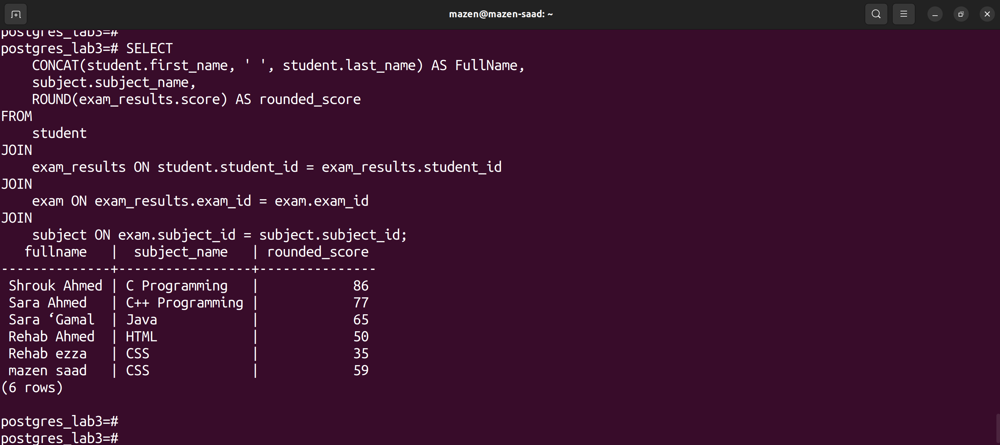 mazen@mazen-saad: ~
postgres_lab3=#
postgres_lab3=# SELECT
    CONCAT(student.first_name, ' ', student.last_name) AS FullName,
    subject.subject_name,
    ROUND(exam_results.score) AS rounded_score
FROM
    student
JOIN
    exam_results ON student.student_id = exam_results.student_id
JOIN
    exam ON exam_results.exam_id = exam.exam_id
JOIN
    subject ON exam.subject_id = subject.subject_id;
   fullname   |  subject_name   | rounded_score
--------------+-----------------+---------------
 Shrouk Ahmed | C Programming   |            86
 Sara Ahmed   | C++ Programming |            77
 Sara ‘Gamal  | Java            |            65
 Rehab Ahmed  | HTML            |            50
 Rehab ezza   | CSS             |            35
 mazen saad   | CSS             |            59
(6 rows)

postgres_lab3=#
postgres_lab3=#